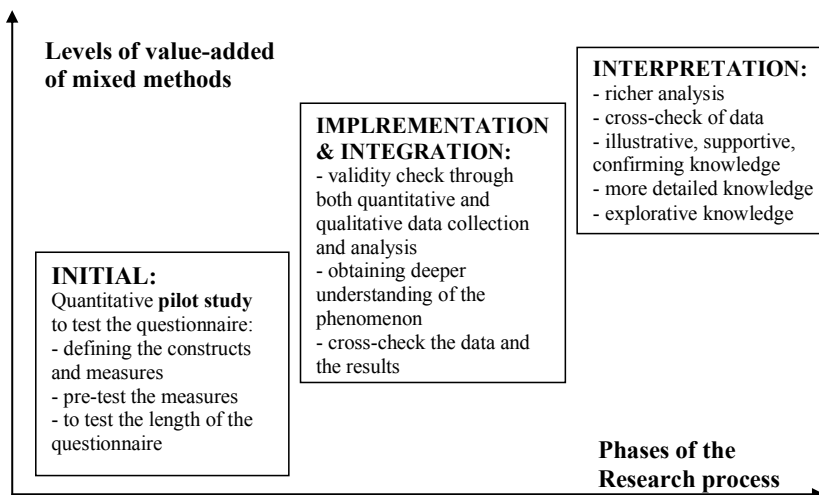 Levels of value-added
of mixed methods
INITIAL:
Quantitative pilot study
to test the questionnaire:
- defining the constructs
and measures
- pre-test the measures
- to test the length of the
questionnaire
IMPLREMENTATION
& INTEGRATION:
- validity check through
both quantitative and
qualitative data collection
and analysis
- obtaining deeper
understanding of the
phenomenon
- cross-check the data and
the results
INTERPRETATION:
- richer analysis
- cross-check of data
- illustrative, supportive,
confirming knowledge
- more detailed knowledge
- explorative knowledge
Phases of the
Research process